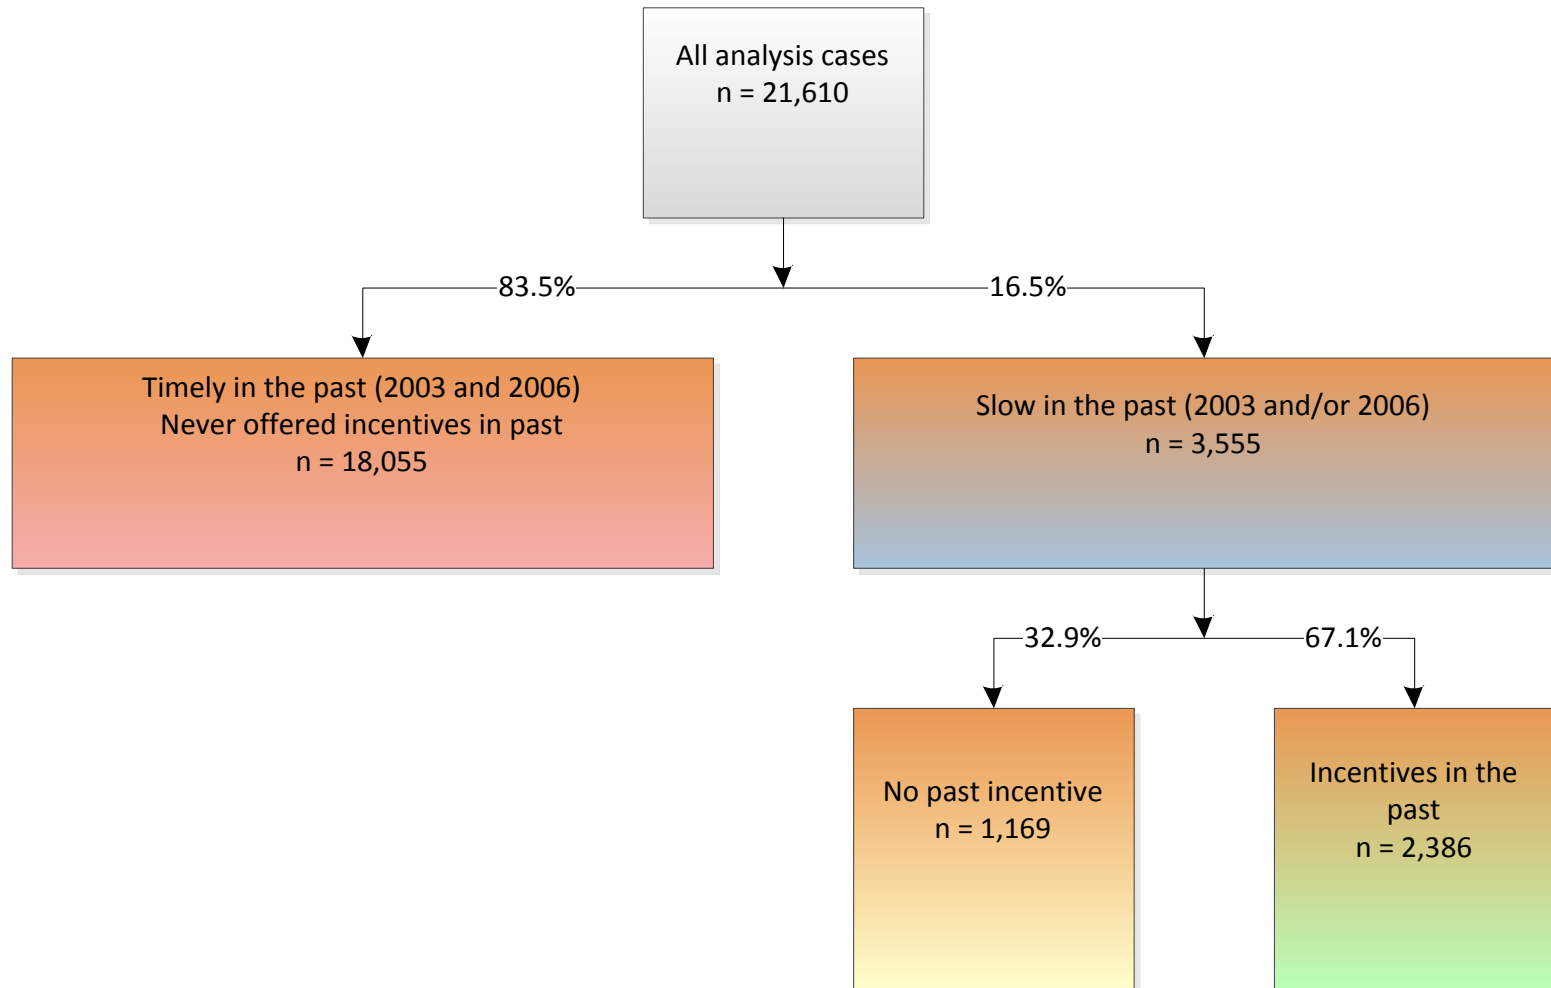 All analysis cases
n = 21,610
83.5%
16.5%
Timely in the past (2003 and 2006)
Never offered incentives in past
n = 18,055
Slow in the past (2003 and/or 2006)
n = 3,555
32.9%
67.1%
No past incentive
n = 1,169
Incentives in the
past
n = 2,386